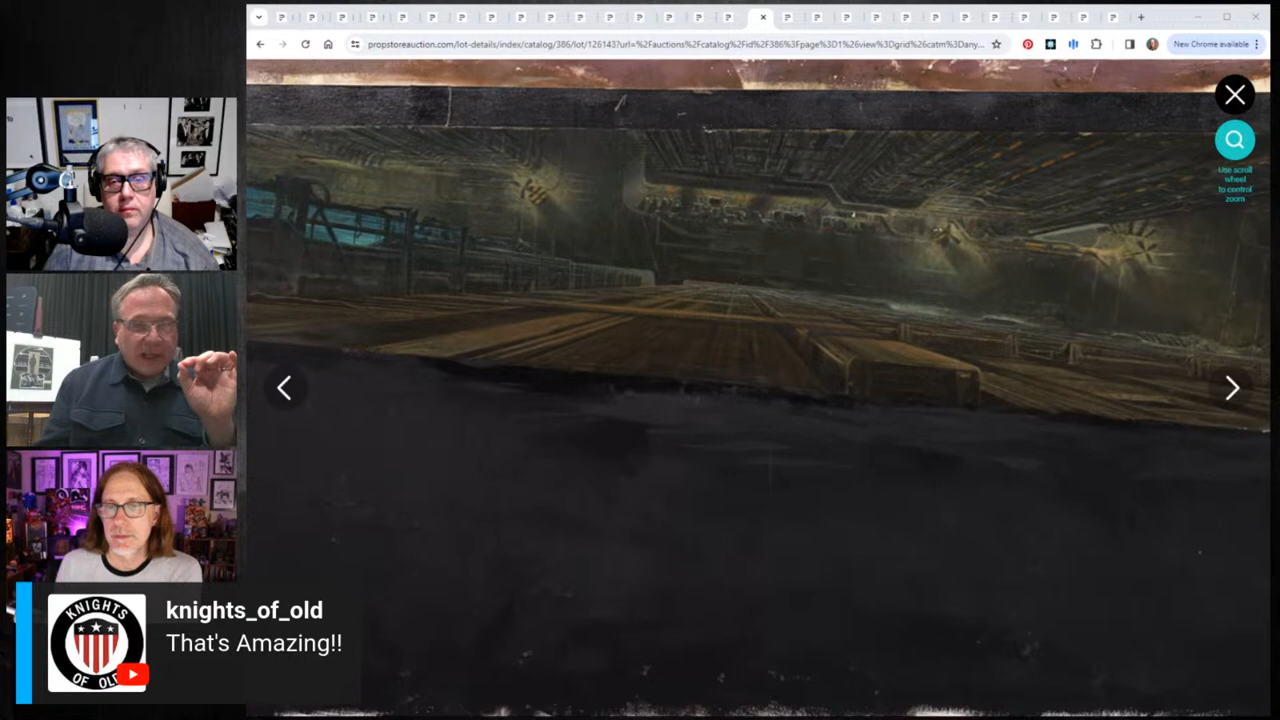 propstoreauction.com/lot-details/index/catalog/386/lot/126143?url=%2Fauctions%2Fcatalog%2Fid%2F386%3Fpage%3D1%26view%3Dgrid%26catm%3Dany...
New Chrome available
Use scroll
wheel
to control
zoom
knights_of_old
That's Amazing!!
KNIGHTS
OF OLD